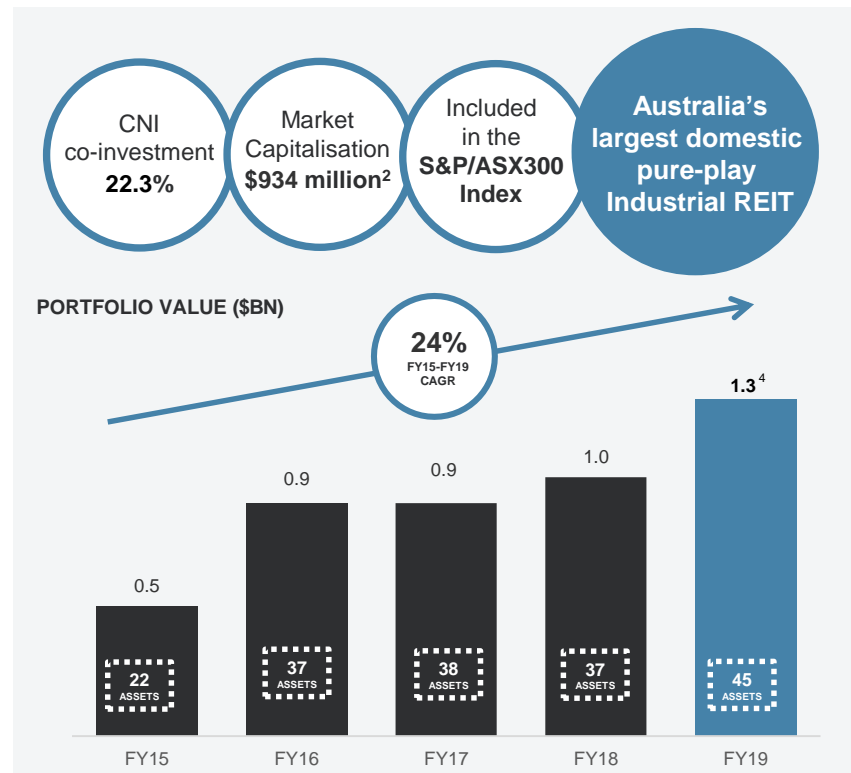 CNI
co-investment
22.3%
Market
Capitalisation
$934 million²
Included
in the
S&P/ASX300
Index
Australia’s
largest domestic
pure-play
Industrial REIT
PORTFOLIO VALUE ($BN)
24%
FY15-FY19
CAGR
0.5
0.9
0.9
1.0
1.3⁴
22
ASSETS
37
ASSETS
38
ASSETS
37
ASSETS
45
ASSETS
FY15
FY16
FY17
FY18
FY19